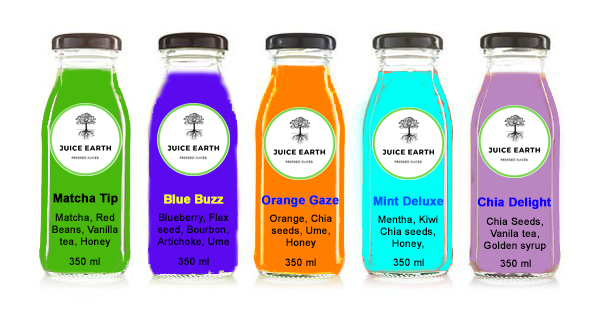 JUICE EARTH
PRESSED JUICES
Matcha Tip
Matcha, Red
Beans, Vanilla
tea, Honey
350 ml
JUICE EARTH
PRESSED JUICES
Blue Buzz
Blueberry, Flax
seed, Bourbon,
Artichoke, Ume
350 ml
JUICE EARTH
PRESSED JUICES
Orange Gaze
Orange, Chia
seeds, Ume,
Honey
350 ml
JUICE EARTH
PRESSED JUICES
Mint Deluxe
Mentha, Kiwi
Chia seeds,
Honey,
350 ml
JUICE EARTH
PRESSED JUICES
Chia Delight
Chia Seeds,
Vanila tea,
Golden syrup
350 ml